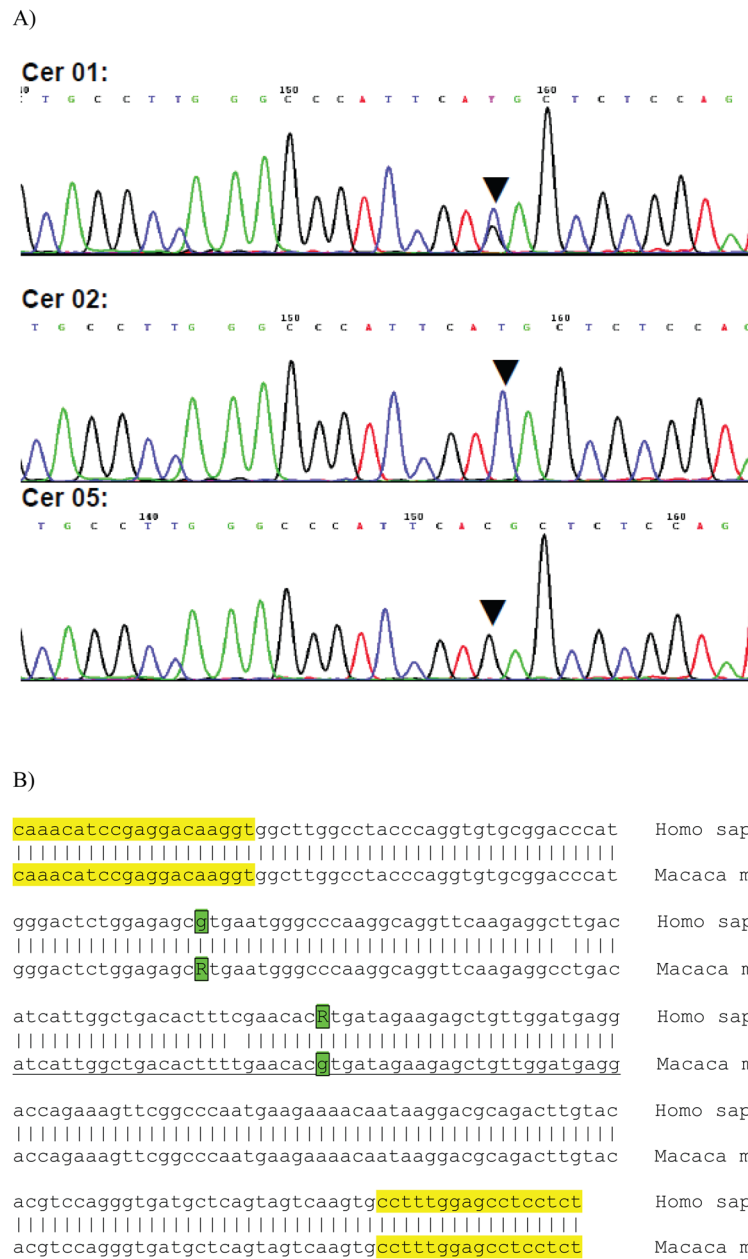 A)
Cer 01:
150 160
T G C C T T G G G C C C A T T C A Y G C T C T C C A G
Cer 02:
150 160
T G C C T T G G G C C C A T T C A T G C T C T C C A G
Cer 05:
140 150 160
T G C C T T G G G C C C A T T C A C G C T C T C C A G
B)
caaacatccgaggacaaggtggcttggcctacccaggtgtgcggacccat Homo sap
caaacatccgaggacaaggtggcttggcctacccaggtgtgcggacccat Macaca m
gggactctggagagcgtgaatgggcccaaggcaggttcaagaggcttgac Homo sap
gggactctggagagcRtgaatgggcccaaggcaggttcaagaggcctgac Macaca m
atcattggctgacactttcgaacacRtgatagaagagctgttggatgagg Homo sap
atcattggctgacacttttgaacacgtgatagaagagctgttggatgagg Macaca m
accagaaagttcggcccaatgaagaaaacaataaggacgcagacttgtac Homo sap
accagaaagttcggcccaatgaagaaaacaataaggacgcagacttgtac Macaca m
acgtccagggtgatgctcagtagtcaagtgcctttggagcctcctct Homo sap
acgtccagggtgatgctcagtagtcaagtgcctttggagcctcctct Macaca m